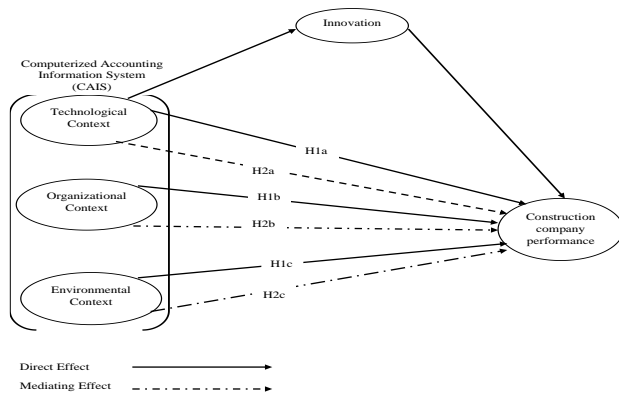 Innovation
Computerized Accounting
Information System
(CAIS)
Technological
Context
H1a
H2a
Organizational
Context
H1b
H2b
Construction
company
performance
H1c
Environmental
Context
H2c
Direct Effect
Mediating Effect